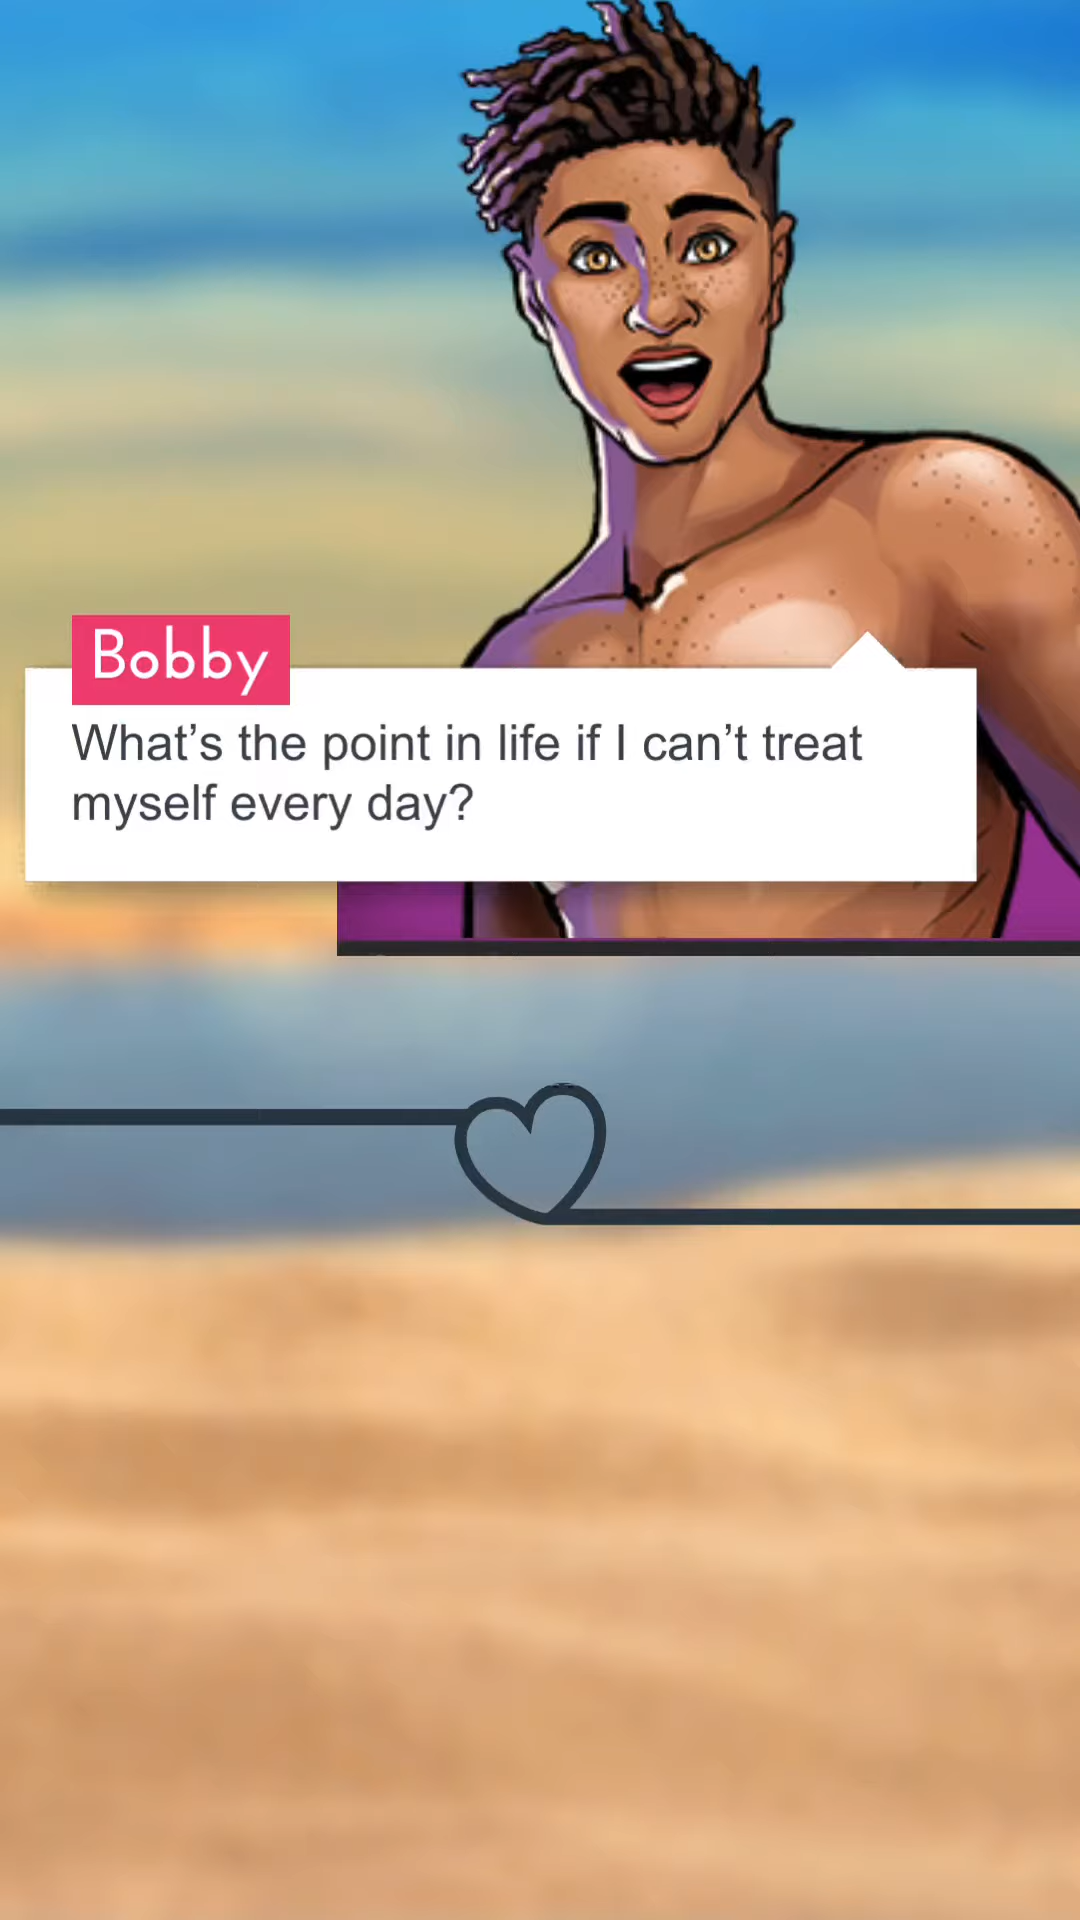 Bobby
What’s the point in life if I can’t treat
myself every day?